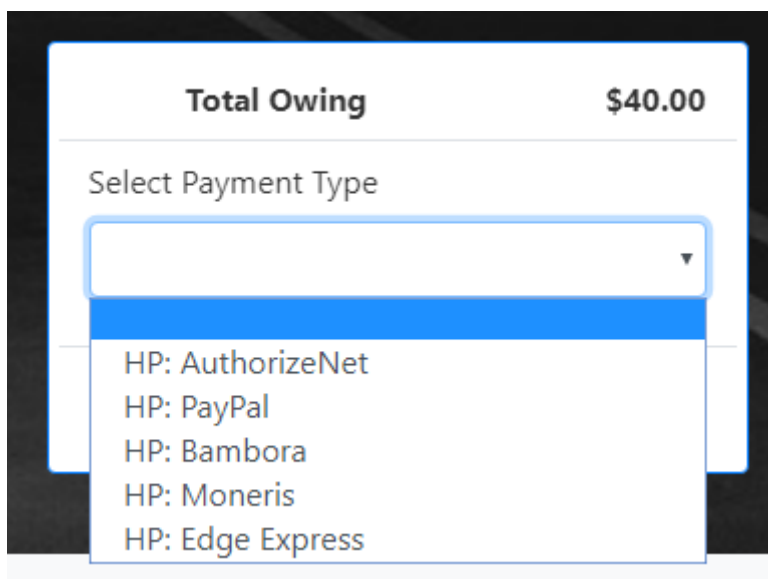 Total Owing $40.00
Select Payment Type
HP: AuthorizeNet
HP: PayPal
HP: Bambora
HP: Moneris
HP: Edge Express